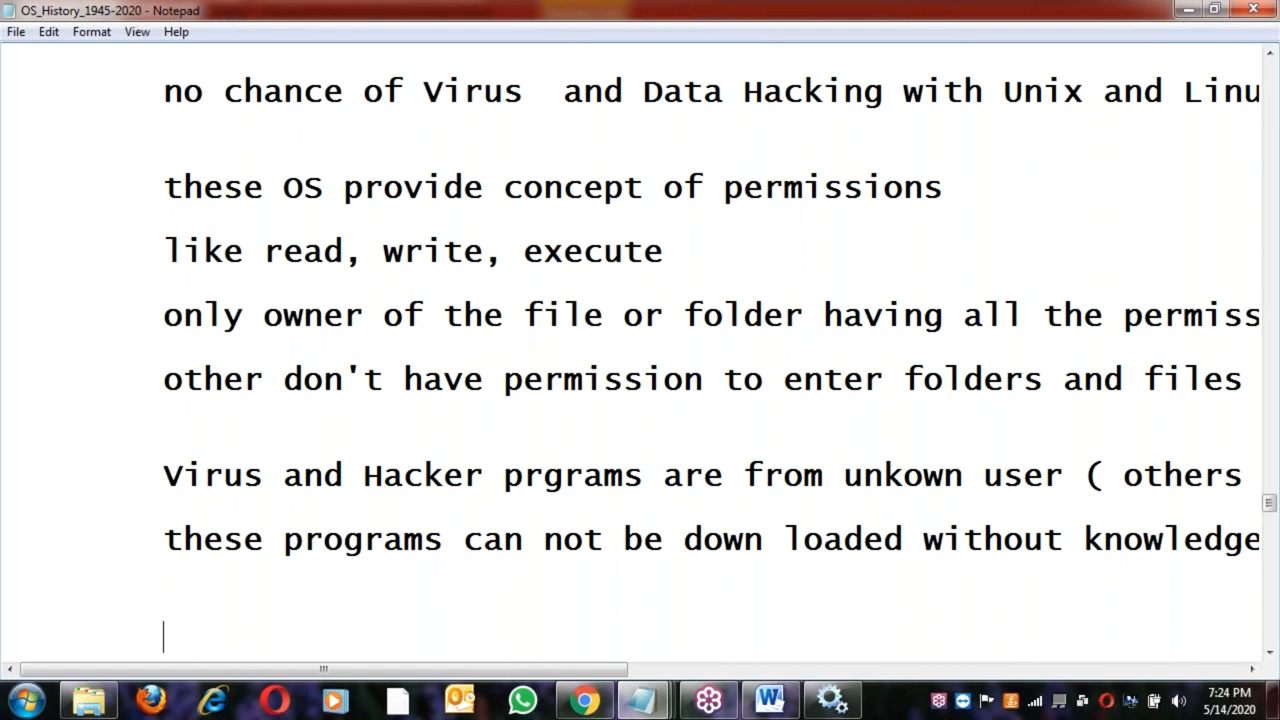 OS_History_1945-2020 - Notepad
File Edit Format View Help
no chance of Virus  and Data Hacking with Unix and Linu
these OS provide concept of permissions
like read, write, execute
only owner of the file or folder having all the permiss
other don't have permission to enter folders and files
Virus and Hacker prgrams are from unkown user ( others
these programs can not be down loaded without knowledge
7:24 PM
5/14/2020